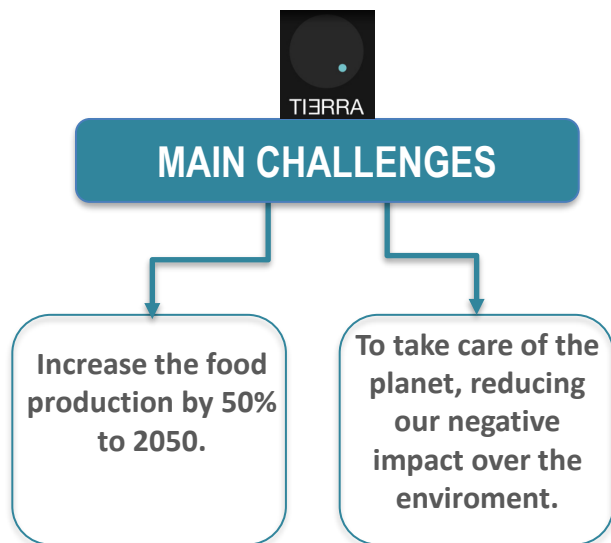 TIƎRRA
MAIN CHALLENGES
Increase the food
production by 50%
to 2050.
To take care of the
planet, reducing
our negative
impact over the
enviroment.